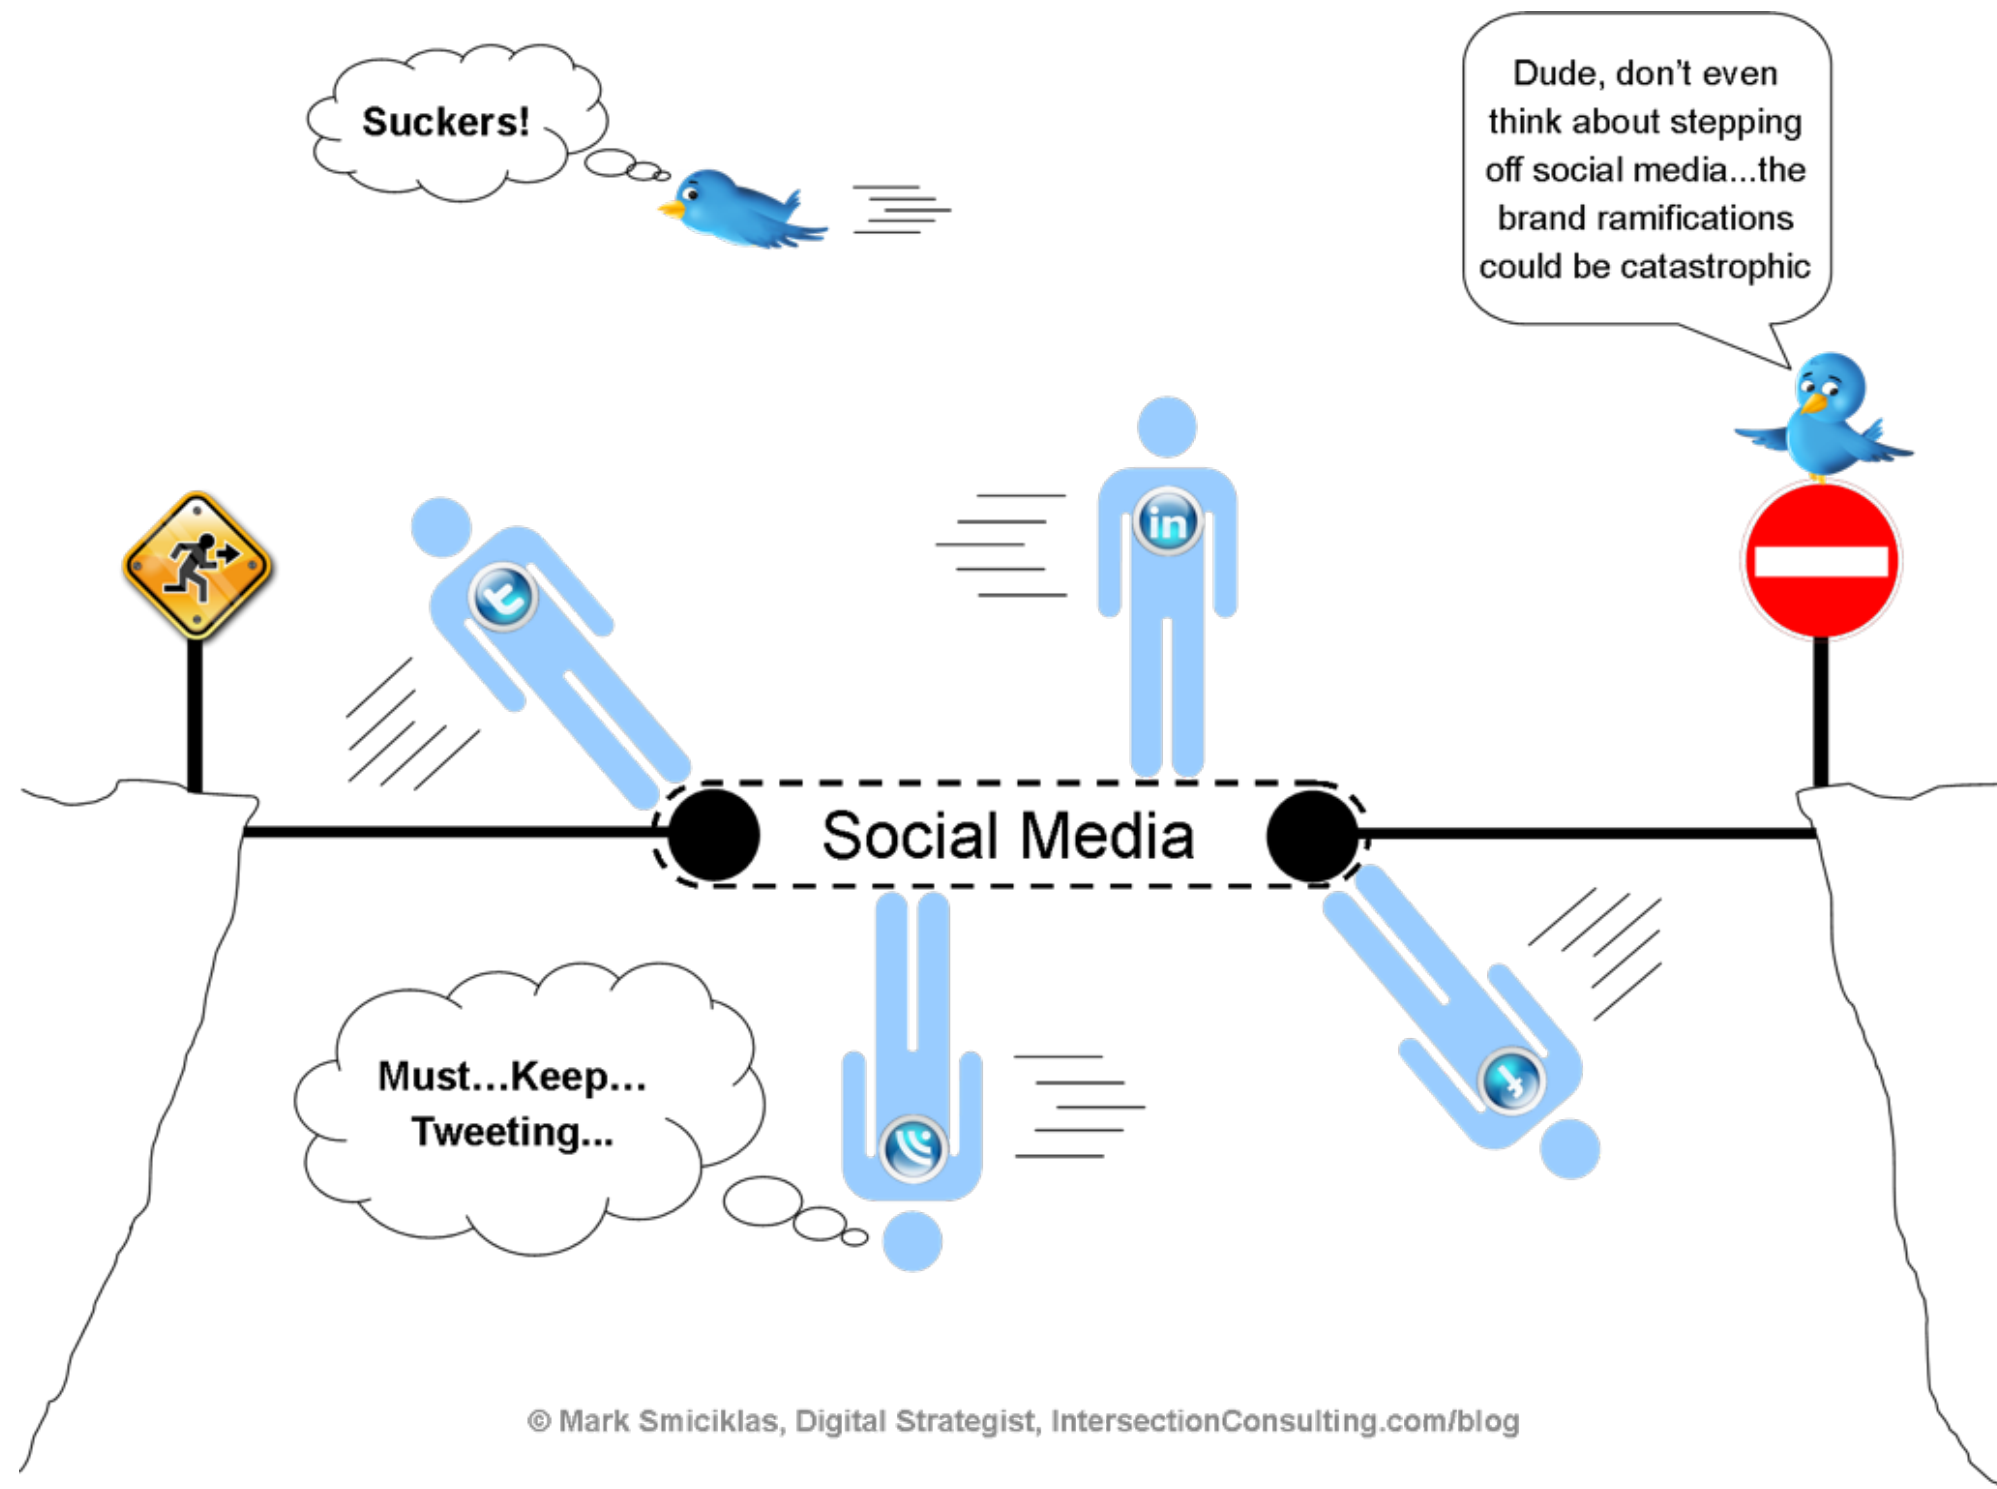 Suckers!
Dude, don't even
think about stepping
off social media...the
brand ramifications
could be catastrophic
in
t
Social Media
Must...Keep...
Tweeting...
f
© Mark Smiciklas, Digital Strategist, IntersectionConsulting.com/blog